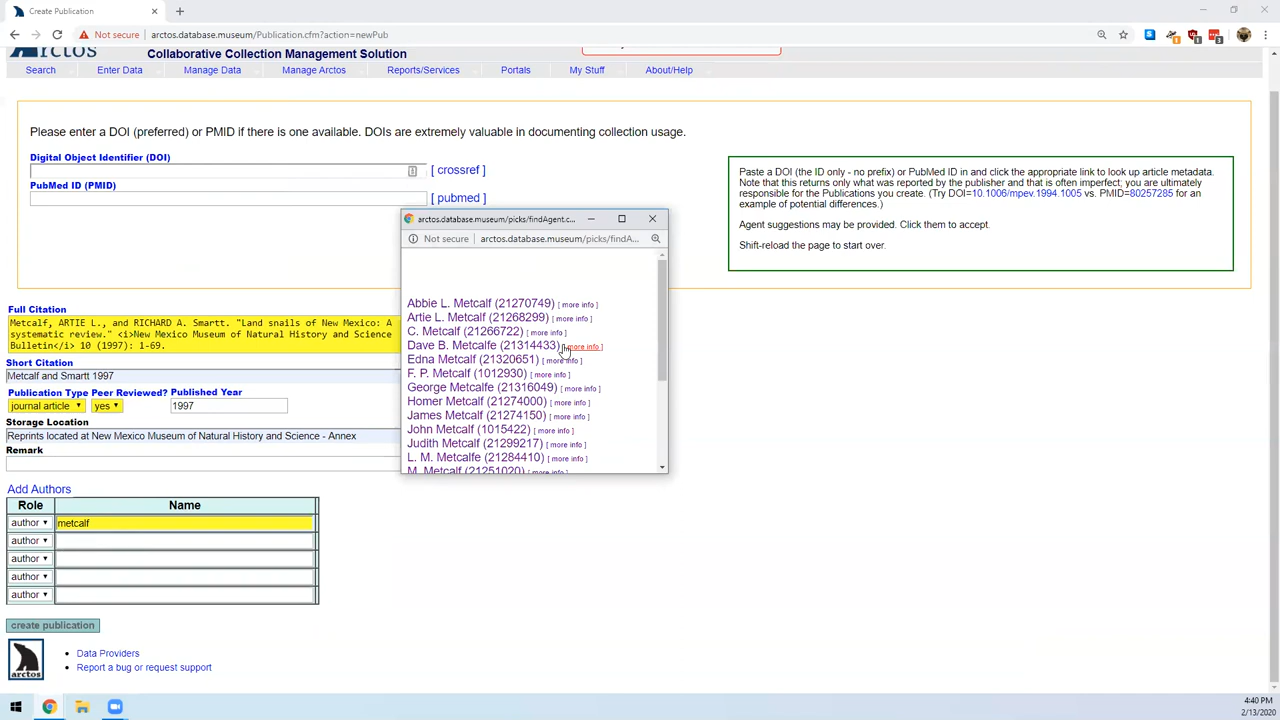 Create Publication
Not secure
arctos.database.museum/Publication.cfm?action=newPub
1
1
3
Arctos
Collaborative Collection Management Solution
Search
Enter Data
Manage Data
Manage Arctos
Reports/Services
Portals
My Stuff
About/Help
Please enter a DOI (preferred) or PMID if there is one available. DOIs are extremely valuable in documenting collection usage.
Digital Object Identifier (DOI)
[ crossref ]
PubMed ID (PMID)
[ pubmed ]
Paste a DOI (the ID only - no prefix) or PubMed ID in and click the appropriate link to look up article metadata.
Note that this returns only what was reported by the publisher and that is often imperfect; you are ultimately
responsible for the Publications you create. (Try DOI=10.1006/mpev.1994.1005 vs. PMID=80257285 for an
example of potential differences.)
Agent suggestions may be provided. Click them to accept.
Shift-reload the page to start over.
arctos.database.museum/picks/findAgent.c...
Not secure
arctos.database.museum/picks/findA...
Abbie L. Metcalf (21270749) [ more info ]
Artie L. Metcalf (21268299) [ more info ]
C. Metcalf (21266722) [ more info ]
Dave B. Metcalfe (21314433) more info ]
Edna Metcalf (21320651) [ more info ]
F. P. Metcalf (1012930) [ more info ]
George Metcalfe (21316049) [ more info ]
Homer Metcalf (21274000) [ more info ]
James Metcalf (21274150) [ more info ]
John Metcalf (1015422) [ more info ]
Judith Metcalf (21299217) [ more info ]
L. M. Metcalfe (21284410) [ more info ]
M. Metcalf (21251020) [ more info ]
Full Citation
Metcalf, ARTIE L., and RICHARD A. Smartt. "Land snails of New Mexico: A
systematic review." <i>New Mexico Museum of Natural History and Science
Bulletin</i> 10 (1997): 1-69.
Short Citation
Metcalf and Smartt 1997
Publication Type Peer Reviewed? Published Year
journal article
yes
1997
Storage Location
Reprints located at New Mexico Museum of Natural History and Science - Annex
Remark
Add Authors
Role
Name
author
metcalf
author
author
author
author
create publication
arctos
Data Providers
Report a bug or request support
4:40 PM
2/13/2020